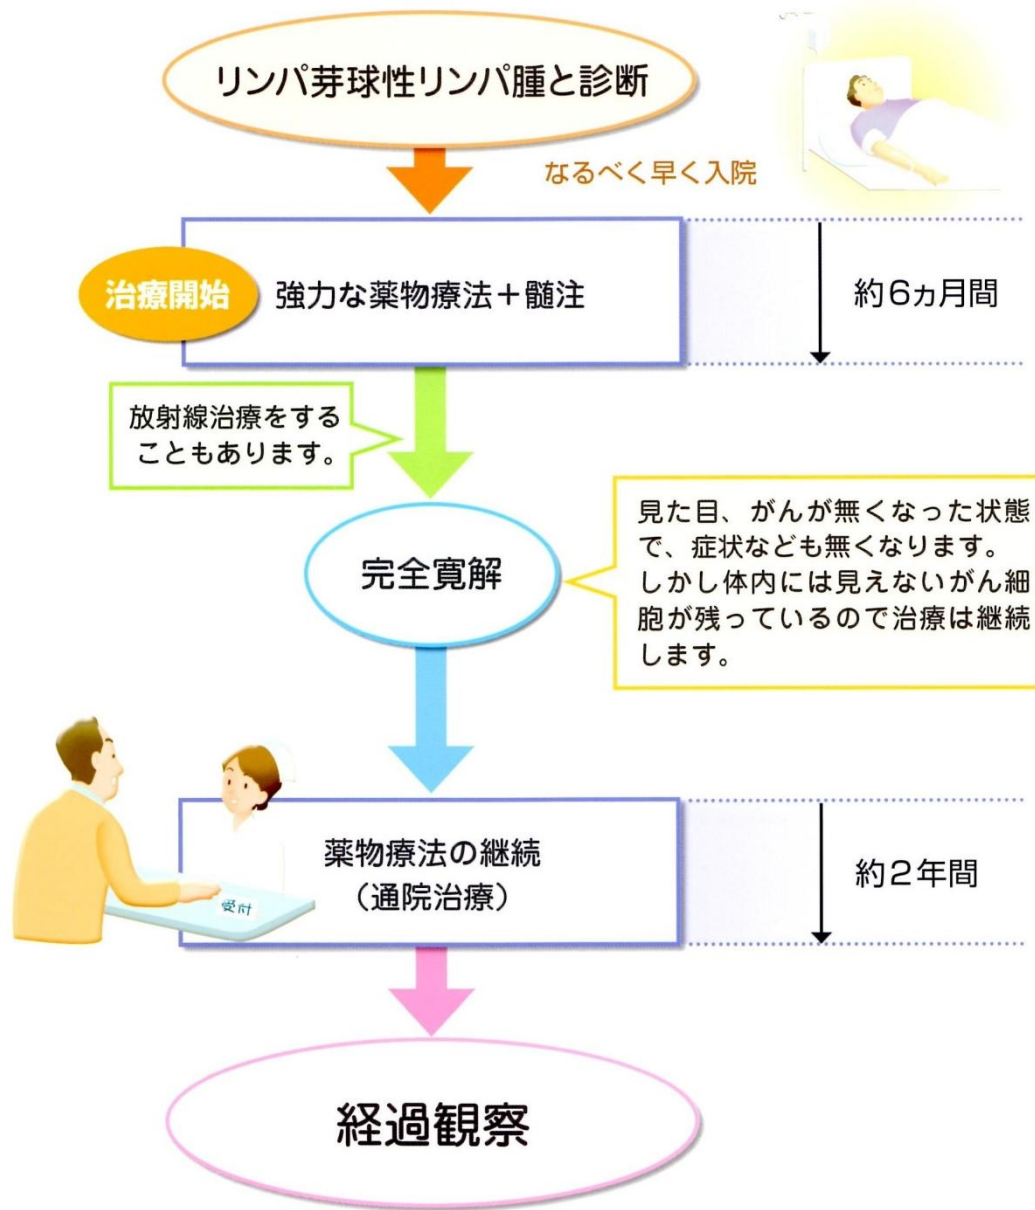 リンパ芽球性リンパ腫と診断
なるべく早く入院
治療開始
強力な薬物療法＋髄注
約6ヵ月間
放射線治療をする
こともあります。
完全寛解
見た目、がんが無くなった状態
で、症状なども無くなります。
しかし体内には見えないがん細
胞が残っているので治療は継続
します。
受付
薬物療法の継続
（通院治療）
約2年間
経過観察